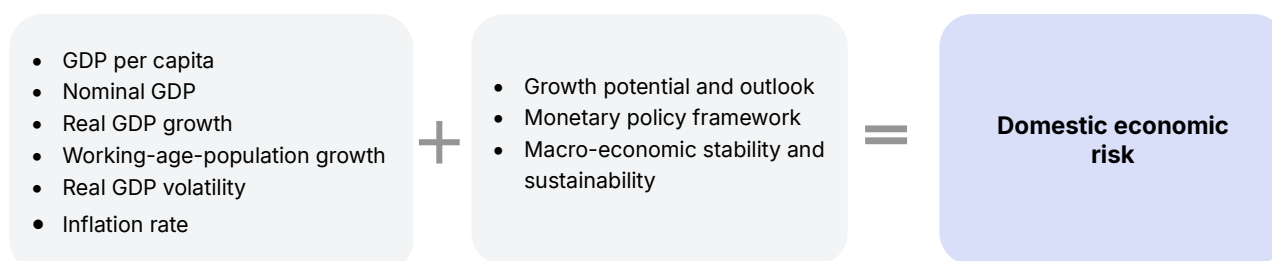 • GDP per capita
• Nominal GDP
• Real GDP growth
• Working-age-population growth
• Real GDP volatility
• Inflation rate
+
• Growth potential and outlook
• Monetary policy framework
• Macro-economic stability and
sustainability
=
Domestic economic
risk